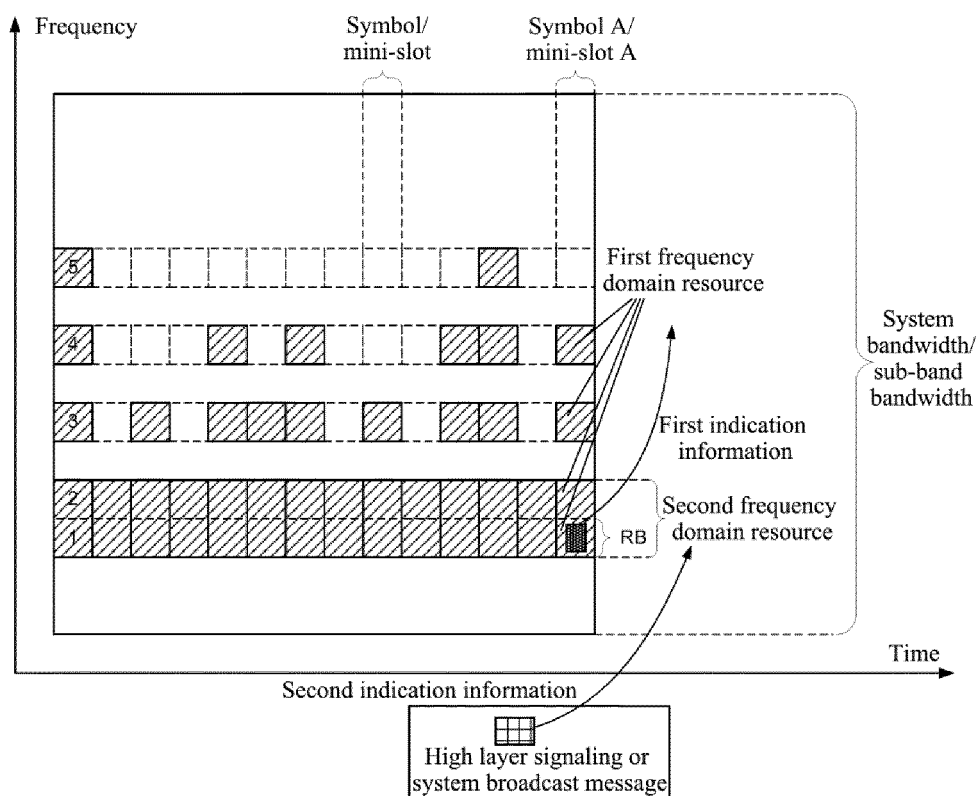 Frequency
Symbol/
mini-slot
Symbol A/
mini-slot A
5
First frequency
domain resource
4
System
bandwidth/
sub-band
bandwidth
3
First indication
information
2
Second frequency
domain resource
1
RB
Time
Second indication information
High layer signaling or
system broadcast message